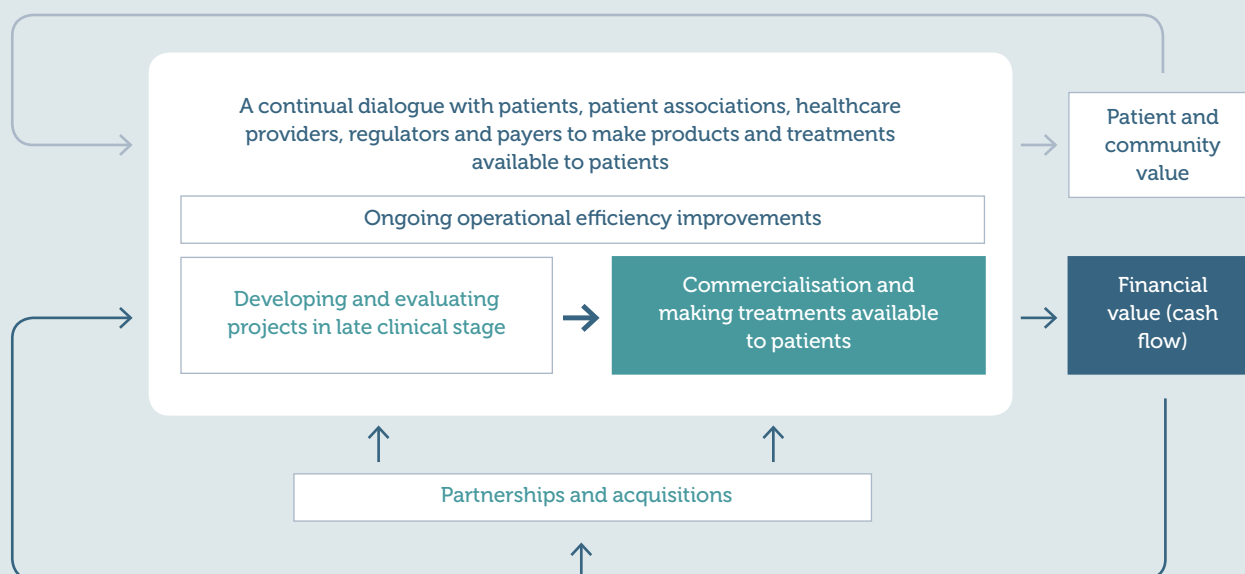 A continual dialogue with patients, patient associations, healthcare
providers, regulators and payers to make products and treatments
available to patients
Patient and
community
value
Ongoing operational efficiency improvements
Developing and evaluating
projects in late clinical stage
Commercialisation and
making treatments available
to patients
Financial
value (cash
flow)
Partnerships and acquisitions